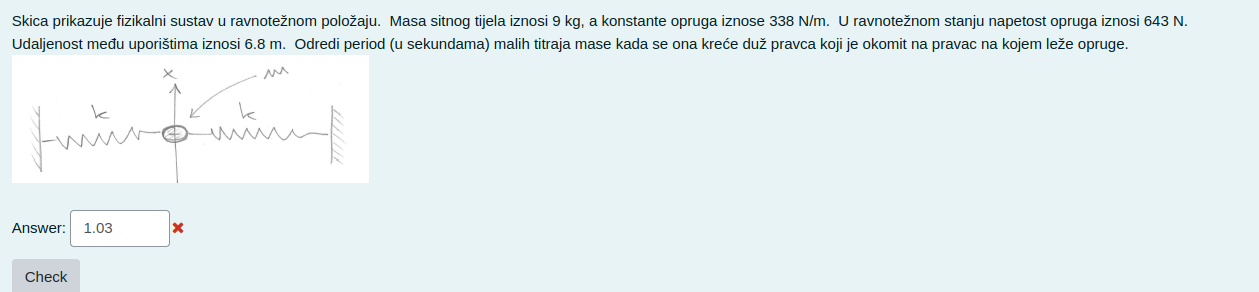 Skica prikazuje fizikalni sustav u ravnotežnom položaju.  Masa sitnog tijela iznosi 9 kg, a konstante opruga iznose 338 N/m.  U ravnotežnom stanju napetost opruga iznosi 643 N.
Udaljenost među uporištima iznosi 6.8 m.  Odredi period (u sekundama) malih titraja mase kada se ona kreće duž pravca koji je okomit na pravac na kojem leže opruge.
x m
k k
Answer: 1.03
Check